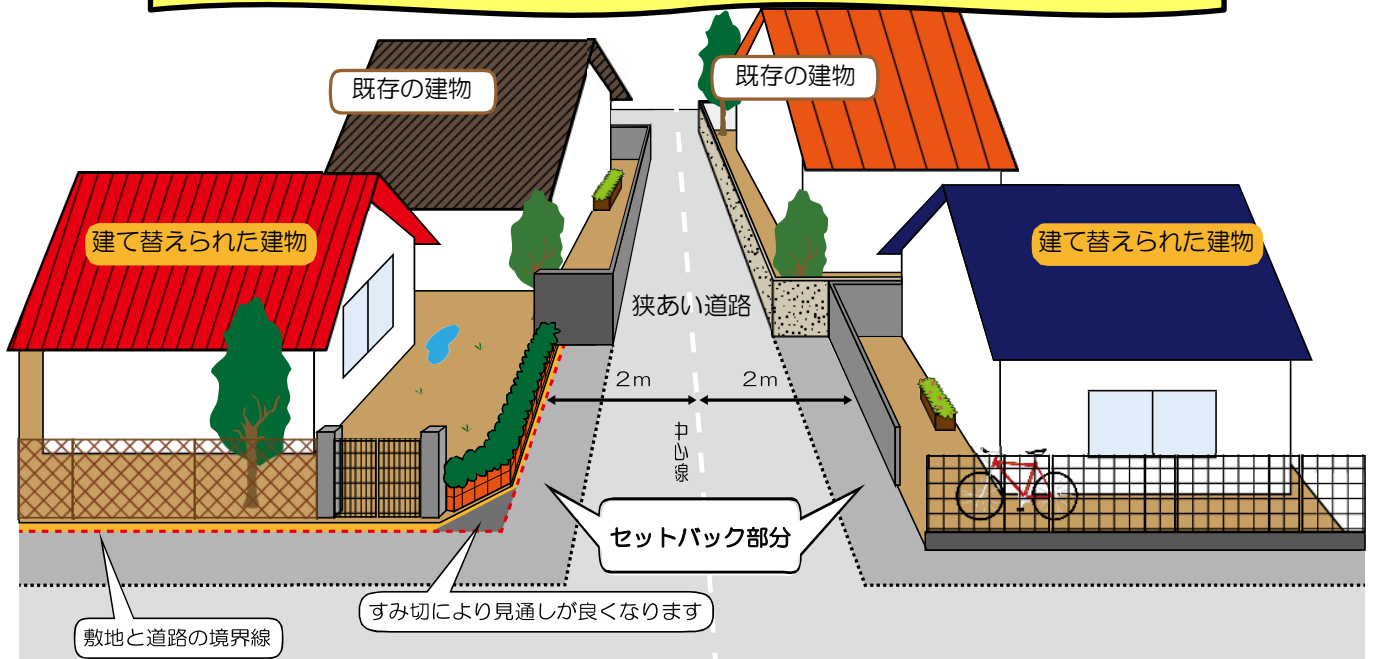 既存の建物
既存の建物
建て替えられた建物
建て替えられた建物
狭あい道路
2m
2m
中心線
セットバック部分
すみ切により見通しが良くなります
敷地と道路の境界線